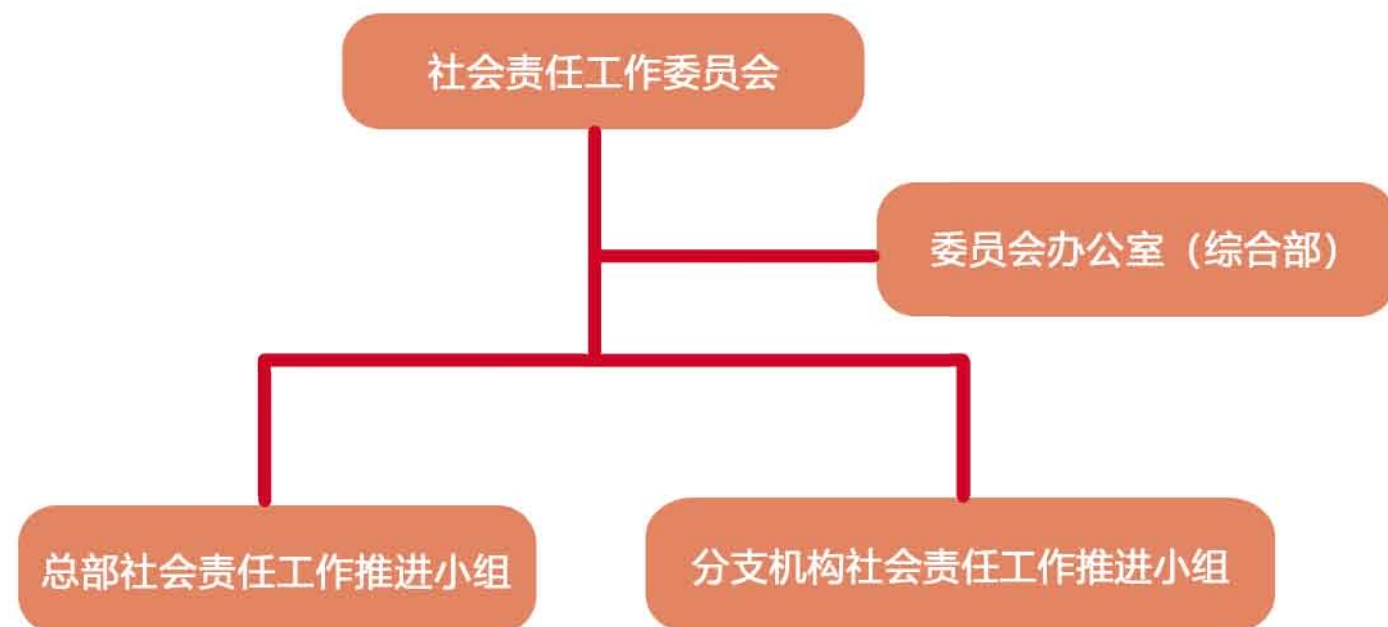 社会责任工作委员会
委员会办公室（综合部）
总部社会责任工作推进小组
分支机构社会责任工作推进小组